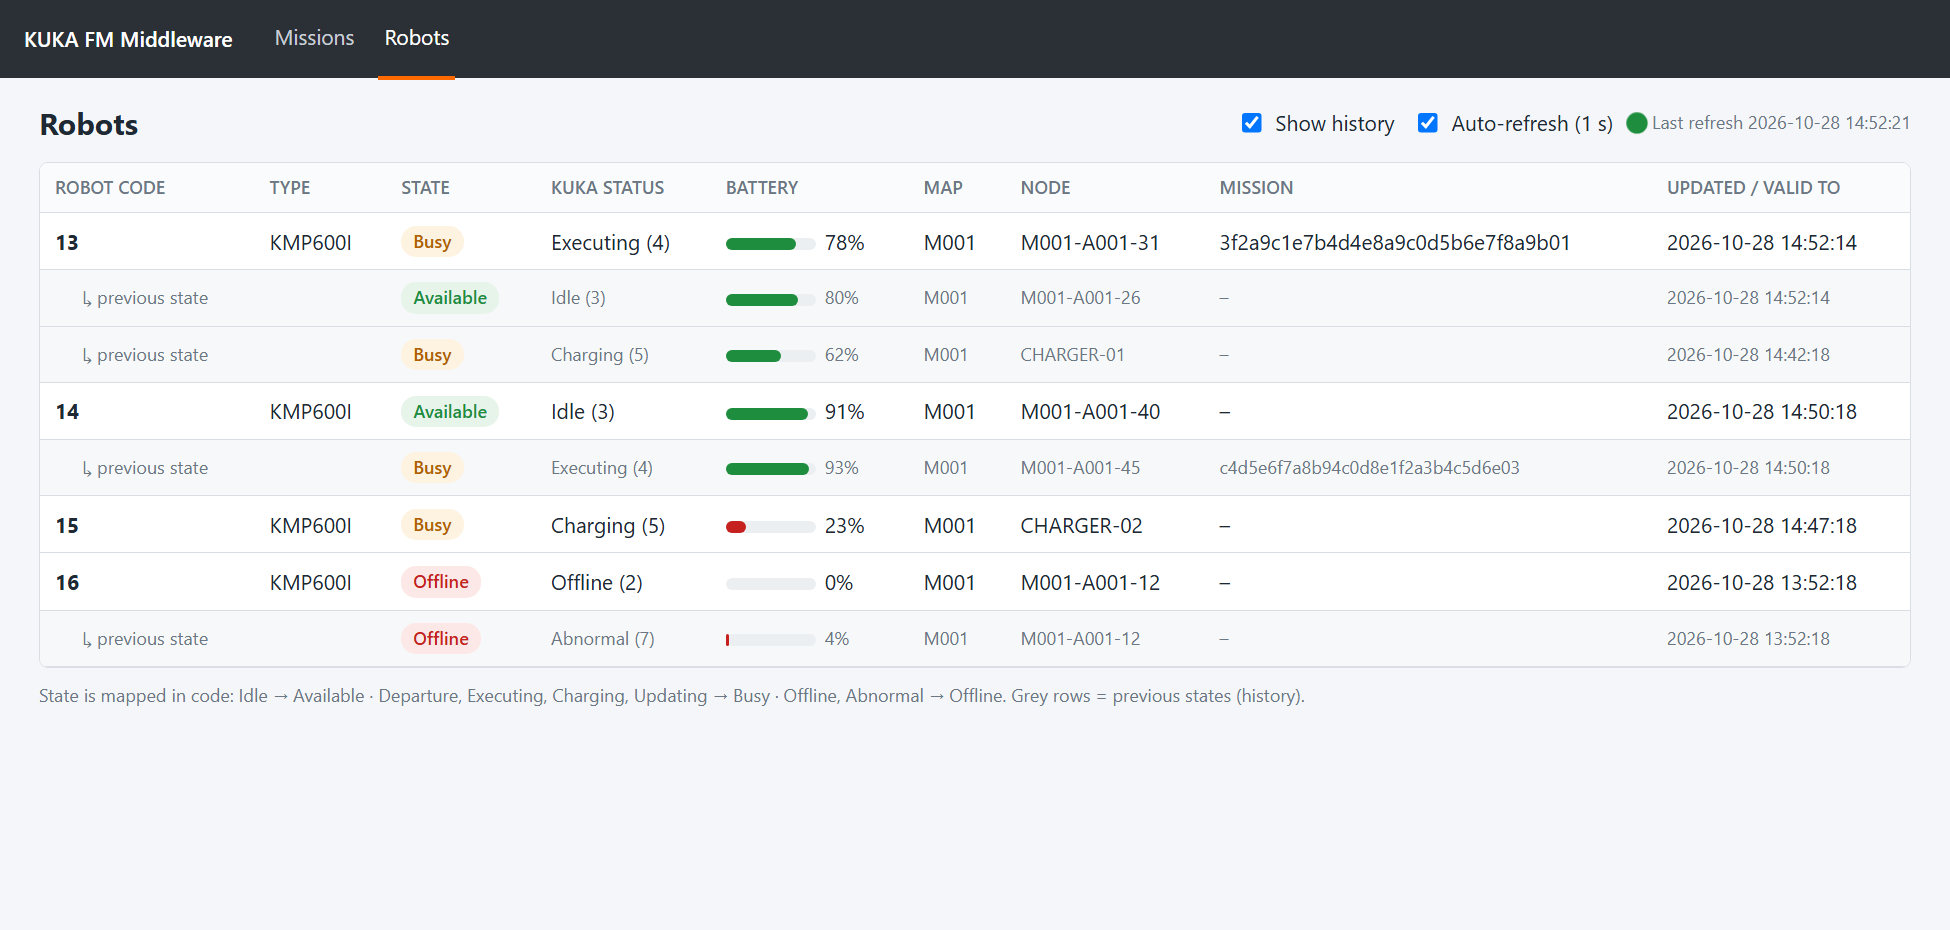 KUKA FM Middleware Missions Robots
Robots
Show history Auto-refresh (1 s) Last refresh 2026-10-28 14:52:21
ROBOT CODE TYPE STATE KUKA STATUS BATTERY MAP NODE MISSION UPDATED / VALID TO
13 KMP600I Busy Executing (4) 78% M001 M001-A001-31 3f2a9c1e7b4d4e8a9c0d5b6e7f8a9b01 2026-10-28 14:52:14
↳ previous state Available Idle (3) 80% M001 M001-A001-26 – 2026-10-28 14:52:14
↳ previous state Busy Charging (5) 62% M001 CHARGER-01 – 2026-10-28 14:42:18
14 KMP600I Available Idle (3) 91% M001 M001-A001-40 – 2026-10-28 14:50:18
↳ previous state Busy Executing (4) 93% M001 M001-A001-45 c4d5e6f7a8b94c0d8e1f2a3b4c5d6e03 2026-10-28 14:50:18
15 KMP600I Busy Charging (5) 23% M001 CHARGER-02 – 2026-10-28 14:47:18
16 KMP600I Offline Offline (2) 0% M001 M001-A001-12 – 2026-10-28 13:52:18
↳ previous state Offline Abnormal (7) 4% M001 M001-A001-12 – 2026-10-28 13:52:18
State is mapped in code: Idle → Available · Departure, Executing, Charging, Updating → Busy · Offline, Abnormal → Offline. Grey rows = previous states (history).